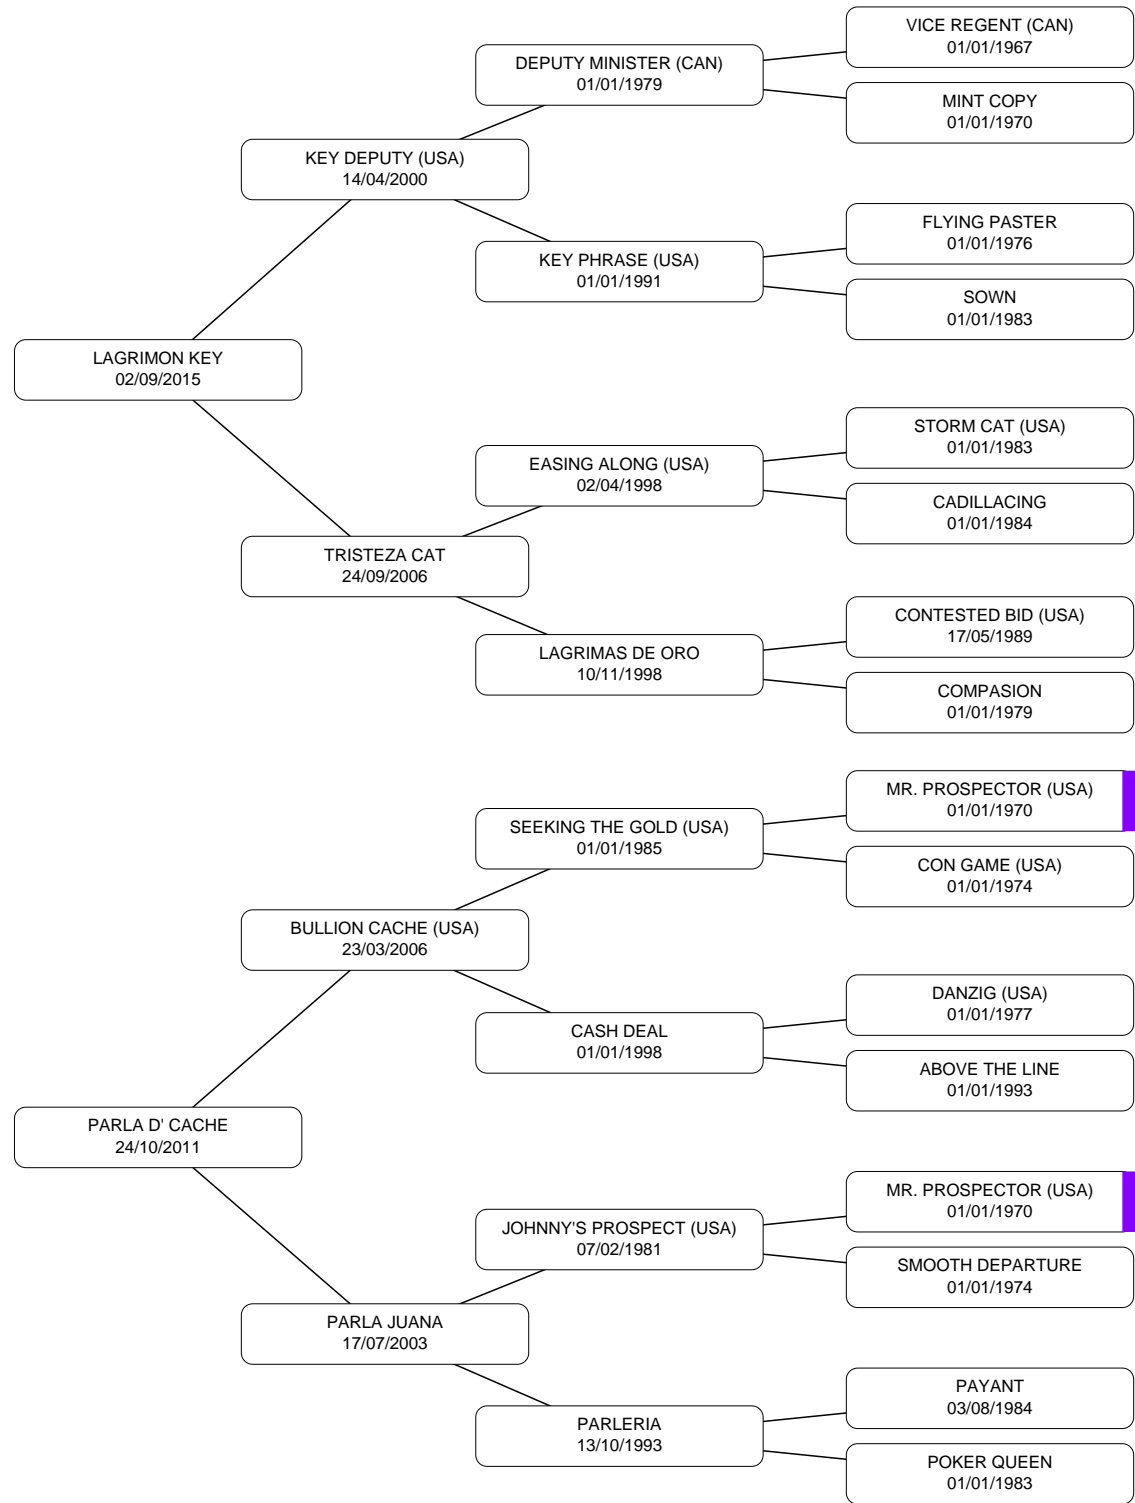 VICE REGENT (CAN)
01/01/1967
DEPUTY MINISTER (CAN)
01/01/1979
MINT COPY
01/01/1970
KEY DEPUTY (USA)
14/04/2000
FLYING PASTER
01/01/1976
KEY PHRASE (USA)
01/01/1991
SOWN
01/01/1983
LAGRIMON KEY
02/09/2015
STORM CAT (USA)
01/01/1983
EASING ALONG (USA)
02/04/1998
CADILLACING
01/01/1984
TRISTEZA CAT
24/09/2006
CONTESTED BID (USA)
17/05/1989
LAGRIMAS DE ORO
10/11/1998
COMPASION
01/01/1979
MR. PROSPECTOR (USA)
01/01/1970
SEEKING THE GOLD (USA)
01/01/1985
CON GAME (USA)
01/01/1974
BULLION CACHE (USA)
23/03/2006
DANZIG (USA)
01/01/1977
CASH DEAL
01/01/1998
ABOVE THE LINE
01/01/1993
PARLA D' CACHE
24/10/2011
MR. PROSPECTOR (USA)
01/01/1970
JOHNNY'S PROSPECT (USA)
07/02/1981
SMOOTH DEPARTURE
01/01/1974
PARLA JUANA
17/07/2003
PAYANT
03/08/1984
PARLERIA
13/10/1993
POKER QUEEN
01/01/1983